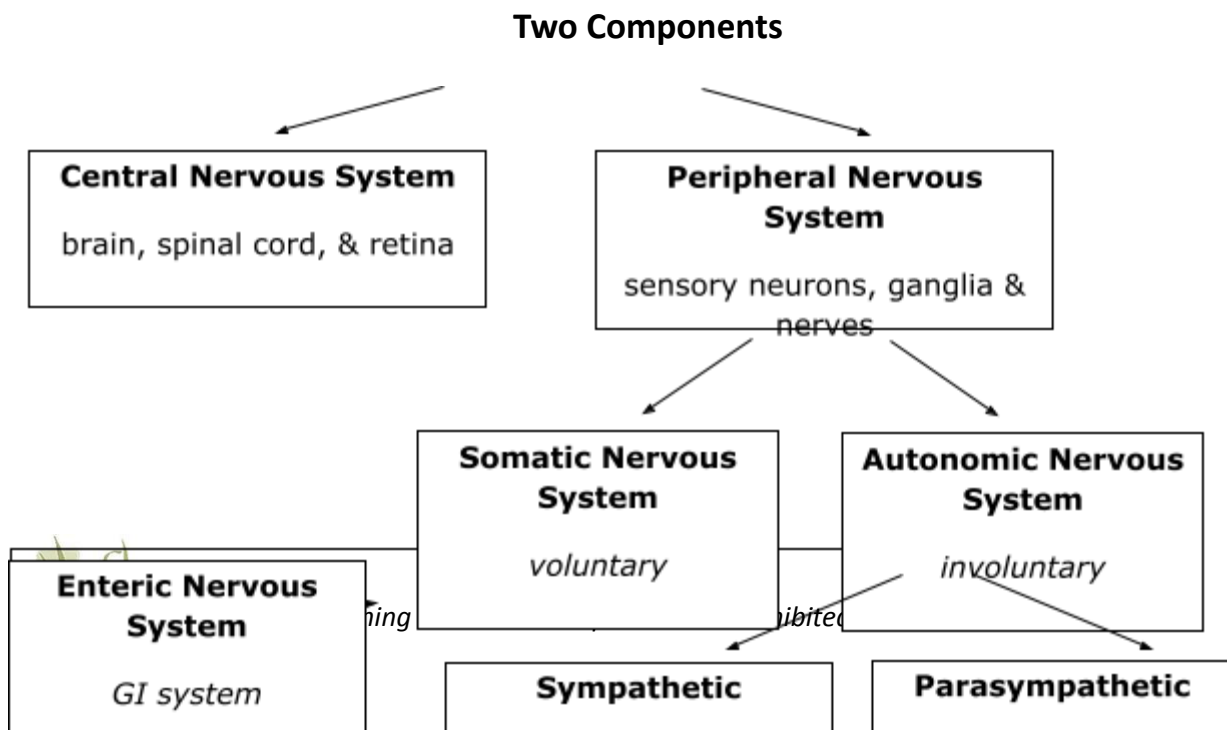 Two Components
Central Nervous System
brain, spinal cord, & retina
Peripheral Nervous
System
sensory neurons, ganglia &
nerves
Somatic Nervous
System
voluntary
Autonomic Nervous
System
involuntary
Enteric Nervous
System
GI system
Sympathetic
Parasympathetic